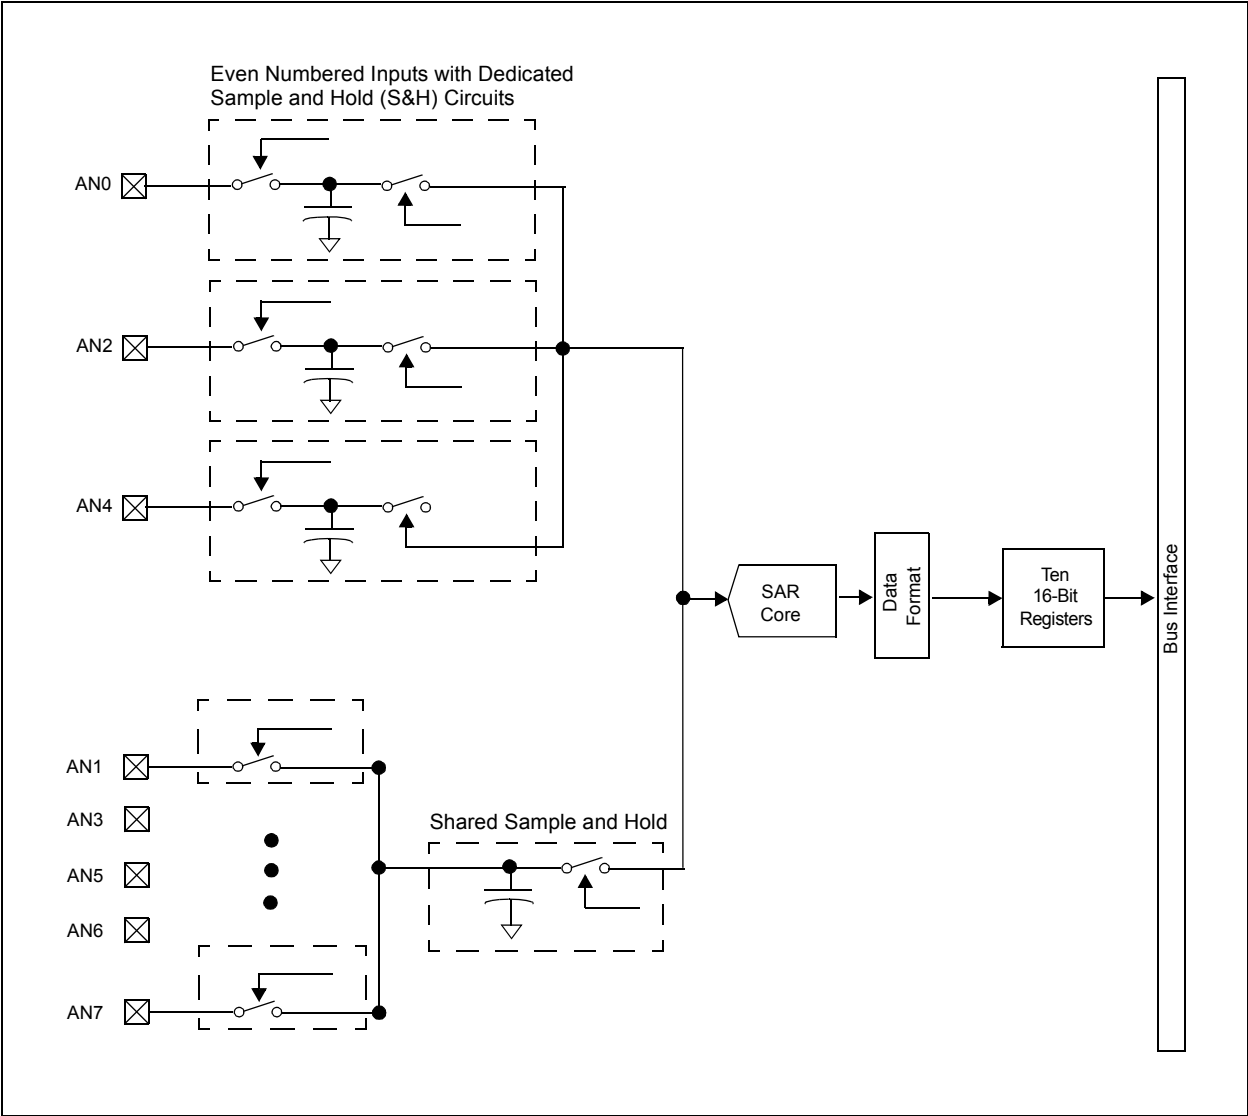 Even Numbered Inputs with Dedicated
Sample and Hold (S&H) Circuits
AN0
AN2
AN4
SAR
Core
Data
Format
Ten
16-Bit
Registers
Bus Interface
AN1
AN3
Shared Sample and Hold
AN5
AN6
AN7